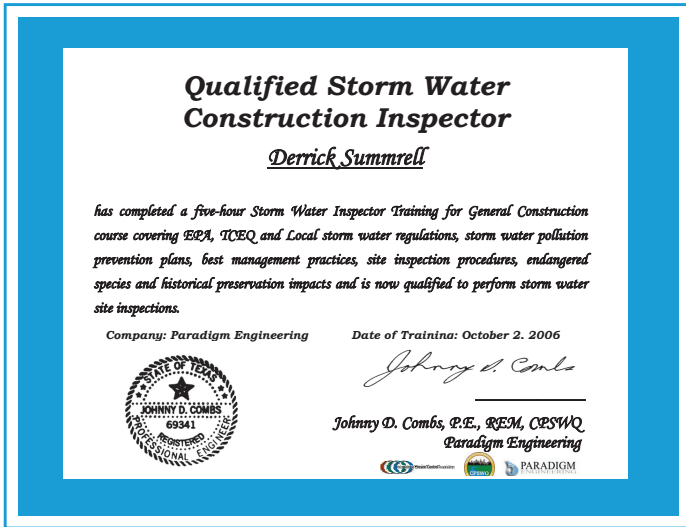 Qualified Storm Water
Construction Inspector
Derrick Summrell
has completed a five-hour Storm Water Inspector Training for General Construction
course covering EPA, TCEQ and Local storm water regulations, storm water pollution
prevention plans, best management practices, site inspection procedures, endangered
species and historical preservation impacts and is now qualified to perform storm water
site inspections.
Company: Paradigm Engineering Date of Training: October 2. 2006
Johnny D. Combs
STATE OF TEXAS
JOHNNY D. COMBS
69341
REGISTERED
PROFESSIONAL ENGINEER
Johnny D. Combs, P.E., REM, CPSWQ
Paradigm Engineering
CPSWQ
PARADIGM
ENGINEERING